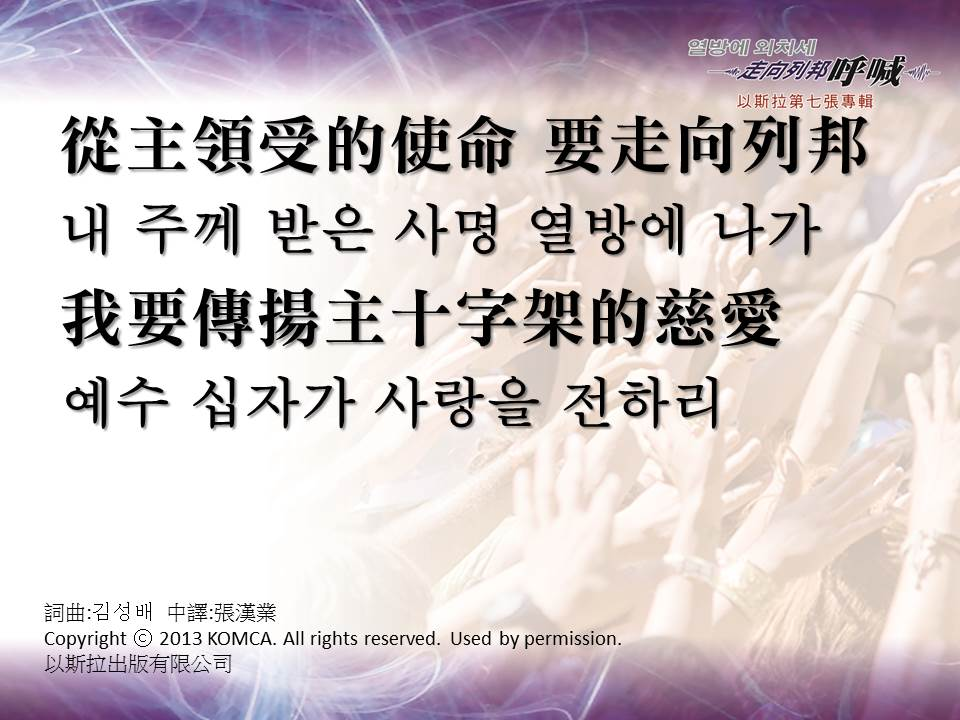 열방에 외치세
走向列邦呼喊
以斯拉第七張專輯
從主領受的使命 要走向列邦
내 주께 받은 사명 열방에 나가
我要傳揚主十字架的慈愛
예수 십자가 사랑을 전하리
詞曲:김성배 中譯:張漢業
Copyright ⓒ 2013 KOMCA. All rights reserved. Used by permission.
以斯拉出版有限公司